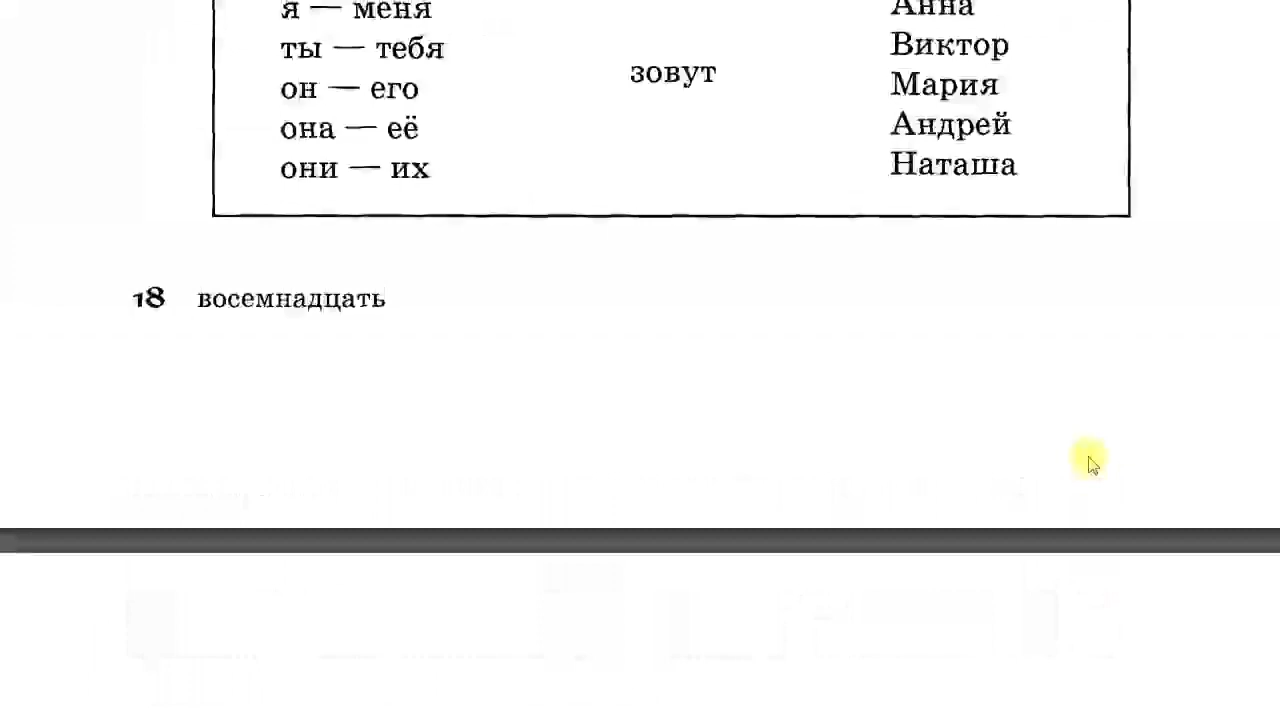 я — меня
ты — тебя
он — его
она — её
они — их
зовут
Анна
Виктор
Мария
Андрей
Наташа
18 восемнадцать